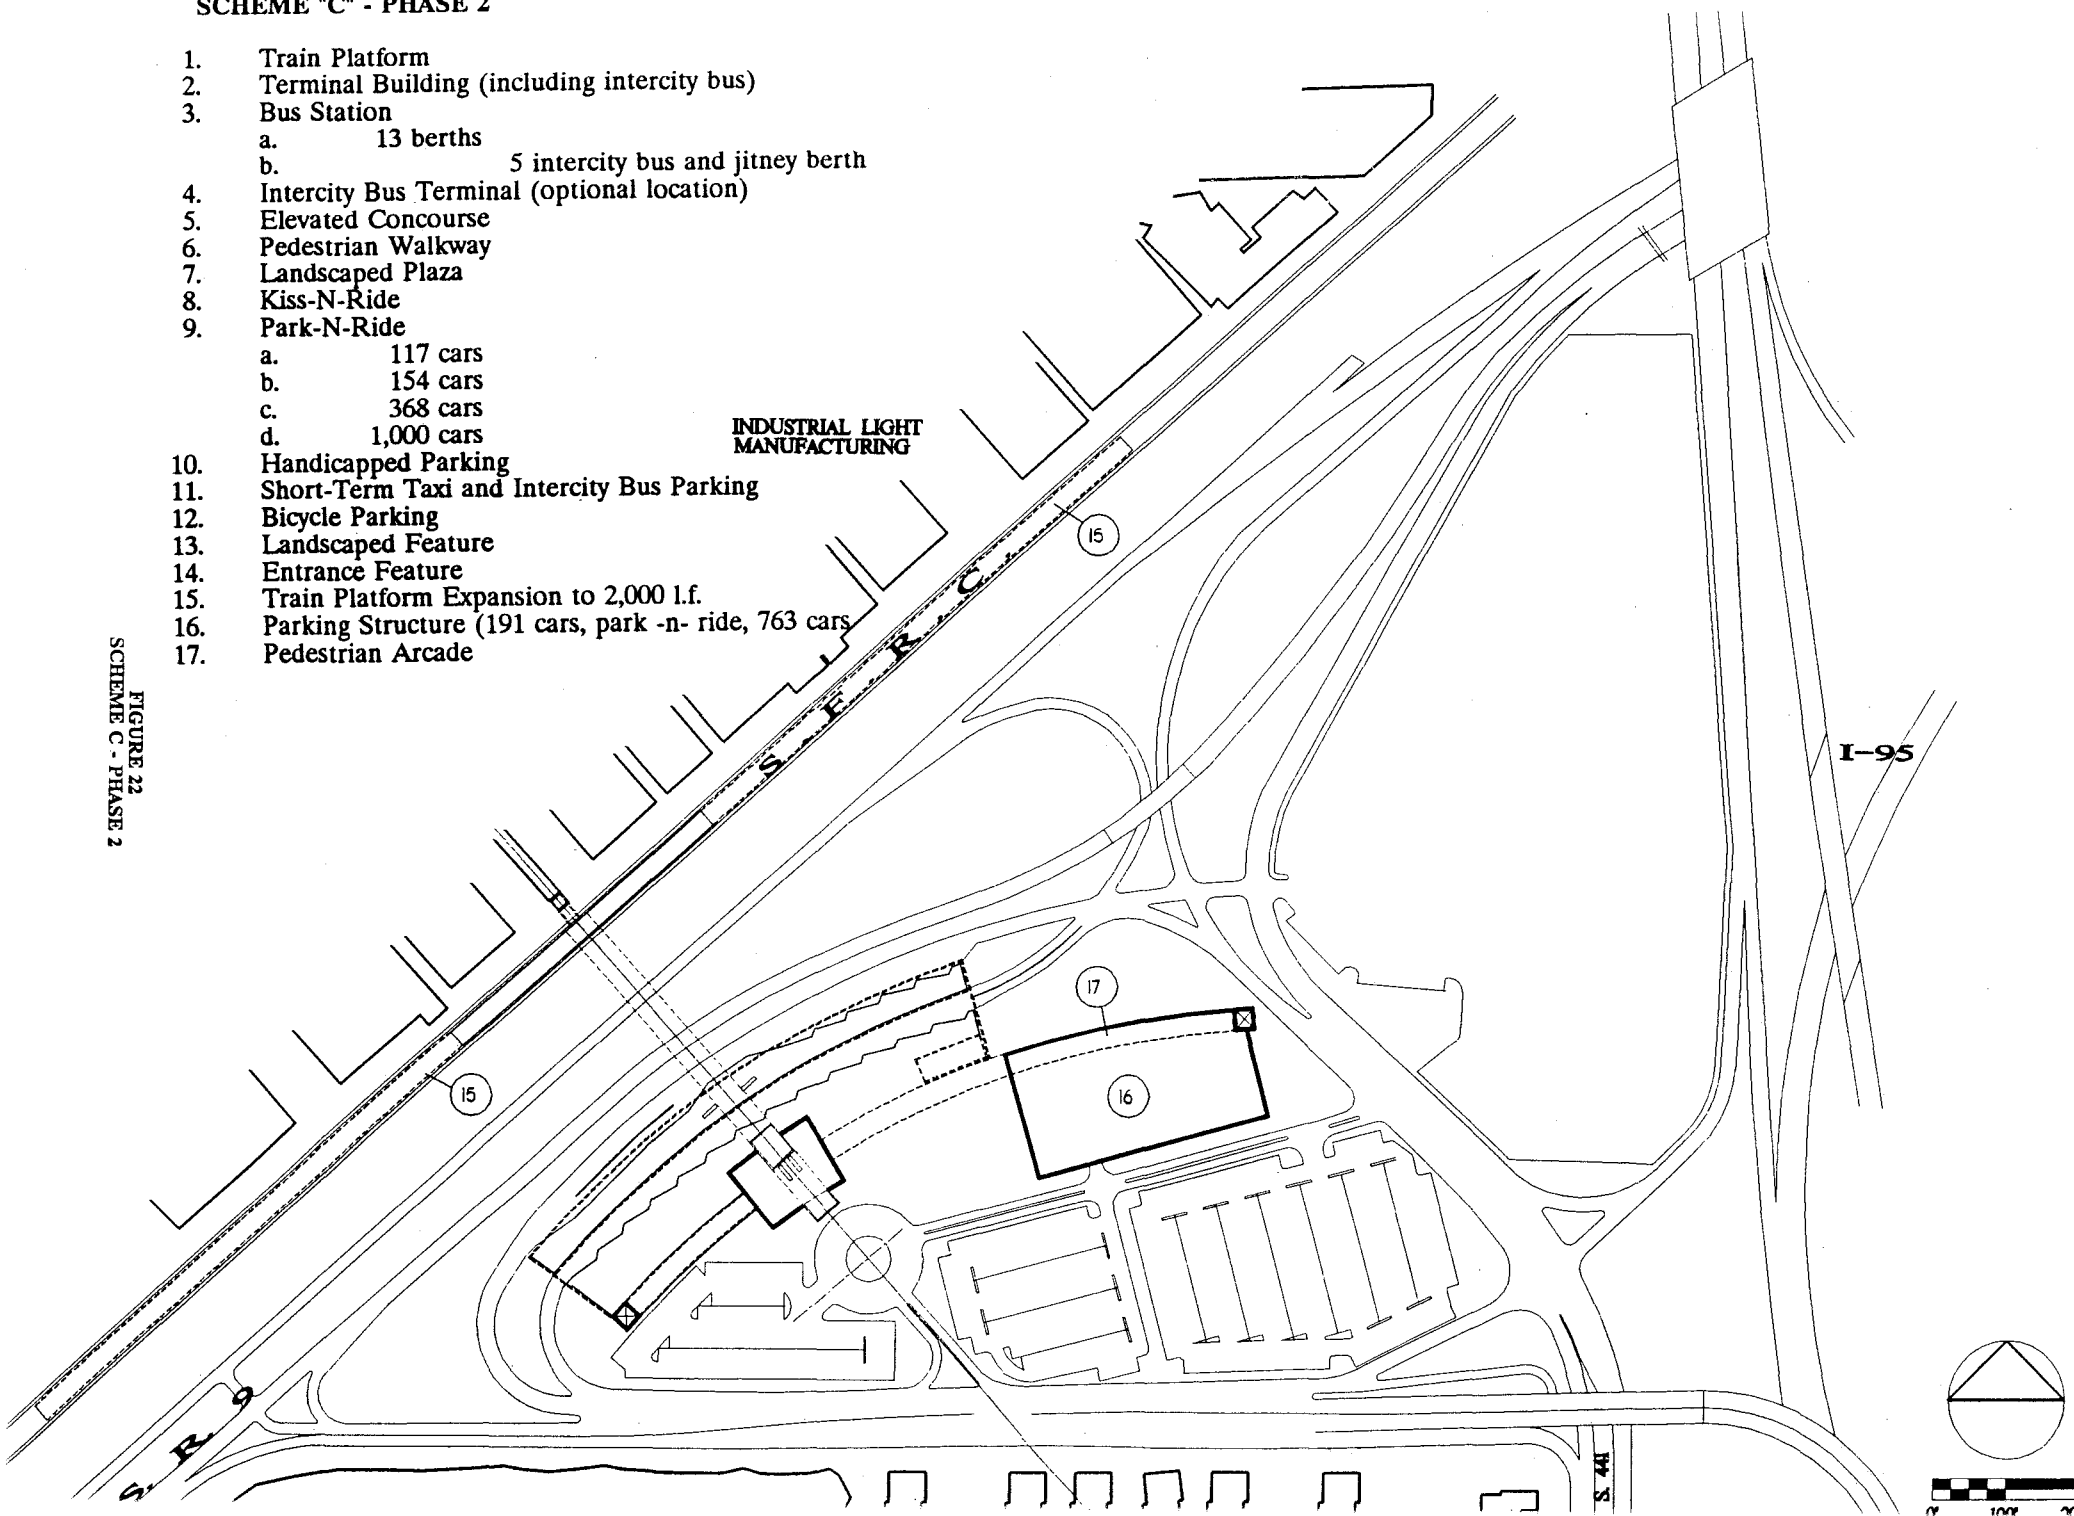 SCHEME "C" - PHASE 2
1. Train Platform
2. Terminal Building (including intercity bus)
3. Bus Station
a. 13 berths
b. 5 intercity bus and jitney berth
4. Intercity Bus Terminal (optional location)
5. Elevated Concourse
6. Pedestrian Walkway
7. Landscaped Plaza
8. Kiss-N-Ride
9. Park-N-Ride
a. 117 cars
b. 154 cars
c. 368 cars
d. 1,000 cars
10. Handicapped Parking
11. Short-Term Taxi and Intercity Bus Parking
12. Bicycle Parking
13. Landscaped Feature
14. Entrance Feature
15. Train Platform Expansion to 2,000 l.f.
16. Parking Structure (191 cars, park -n- ride, 763 cars
17. Pedestrian Arcade
INDUSTRIAL LIGHT
MANUFACTURING
FIGURE 22
SCHEME C - PHASE 2
15
S. F. R. C.
I-95
17
16
15
S. R. 9
S. 441
0' 100'